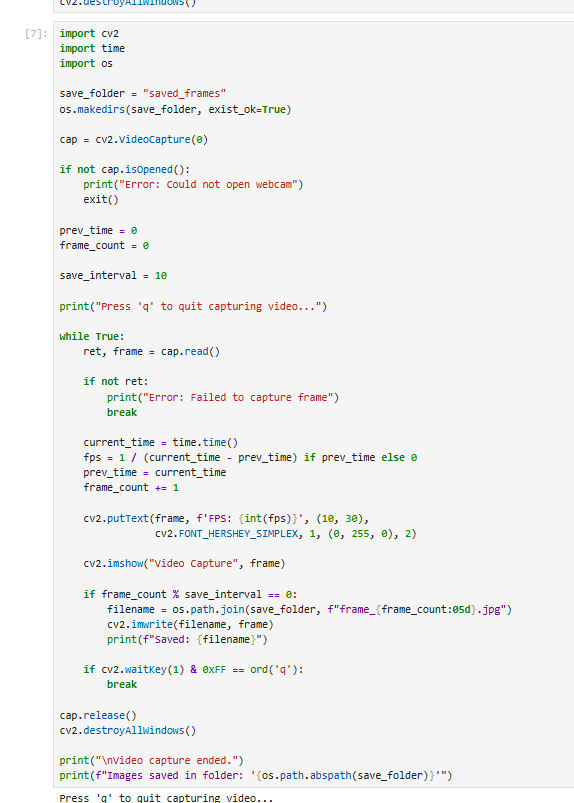 cv2.destroyAllWindows()
[7]:
import cv2
import time
import os
save_folder = "saved_frames"
os.makedirs(save_folder, exist_ok=True)
cap = cv2.VideoCapture(0)
if not cap.isOpened():
    print("Error: Could not open webcam")
    exit()
prev_time = 0
frame_count = 0
save_interval = 10
print("Press 'q' to quit capturing video...")
while True:
    ret, frame = cap.read()
    if not ret:
        print("Error: Failed to capture frame")
        break
    current_time = time.time()
    fps = 1 / (current_time - prev_time) if prev_time else 0
    prev_time = current_time
    frame_count += 1
    cv2.putText(frame, f'FPS: {int(fps)}', (10, 30),
                cv2.FONT_HERSHEY_SIMPLEX, 1, (0, 255, 0), 2)
    cv2.imshow("Video Capture", frame)
    if frame_count % save_interval == 0:
        filename = os.path.join(save_folder, f"frame_{frame_count:05d}.jpg")
        cv2.imwrite(filename, frame)
        print(f"Saved: {filename}")
    if cv2.waitKey(1) & 0xFF == ord('q'):
        break
cap.release()
cv2.destroyAllWindows()
print("\nVideo capture ended.")
print(f"Images saved in folder: '{os.path.abspath(save_folder)}'")
Press 'q' to quit capturing video...